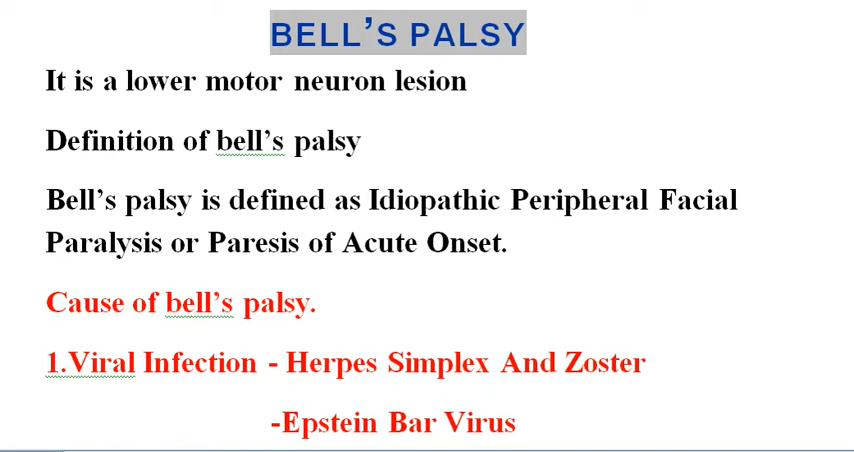 BELL’S PALSY
It is a lower motor neuron lesion
Definition of bell’s palsy
Bell’s palsy is defined as Idiopathic Peripheral Facial
Paralysis or Paresis of Acute Onset.
Cause of bell’s palsy.
1.Viral Infection - Herpes Simplex And Zoster
-Epstein Bar Virus